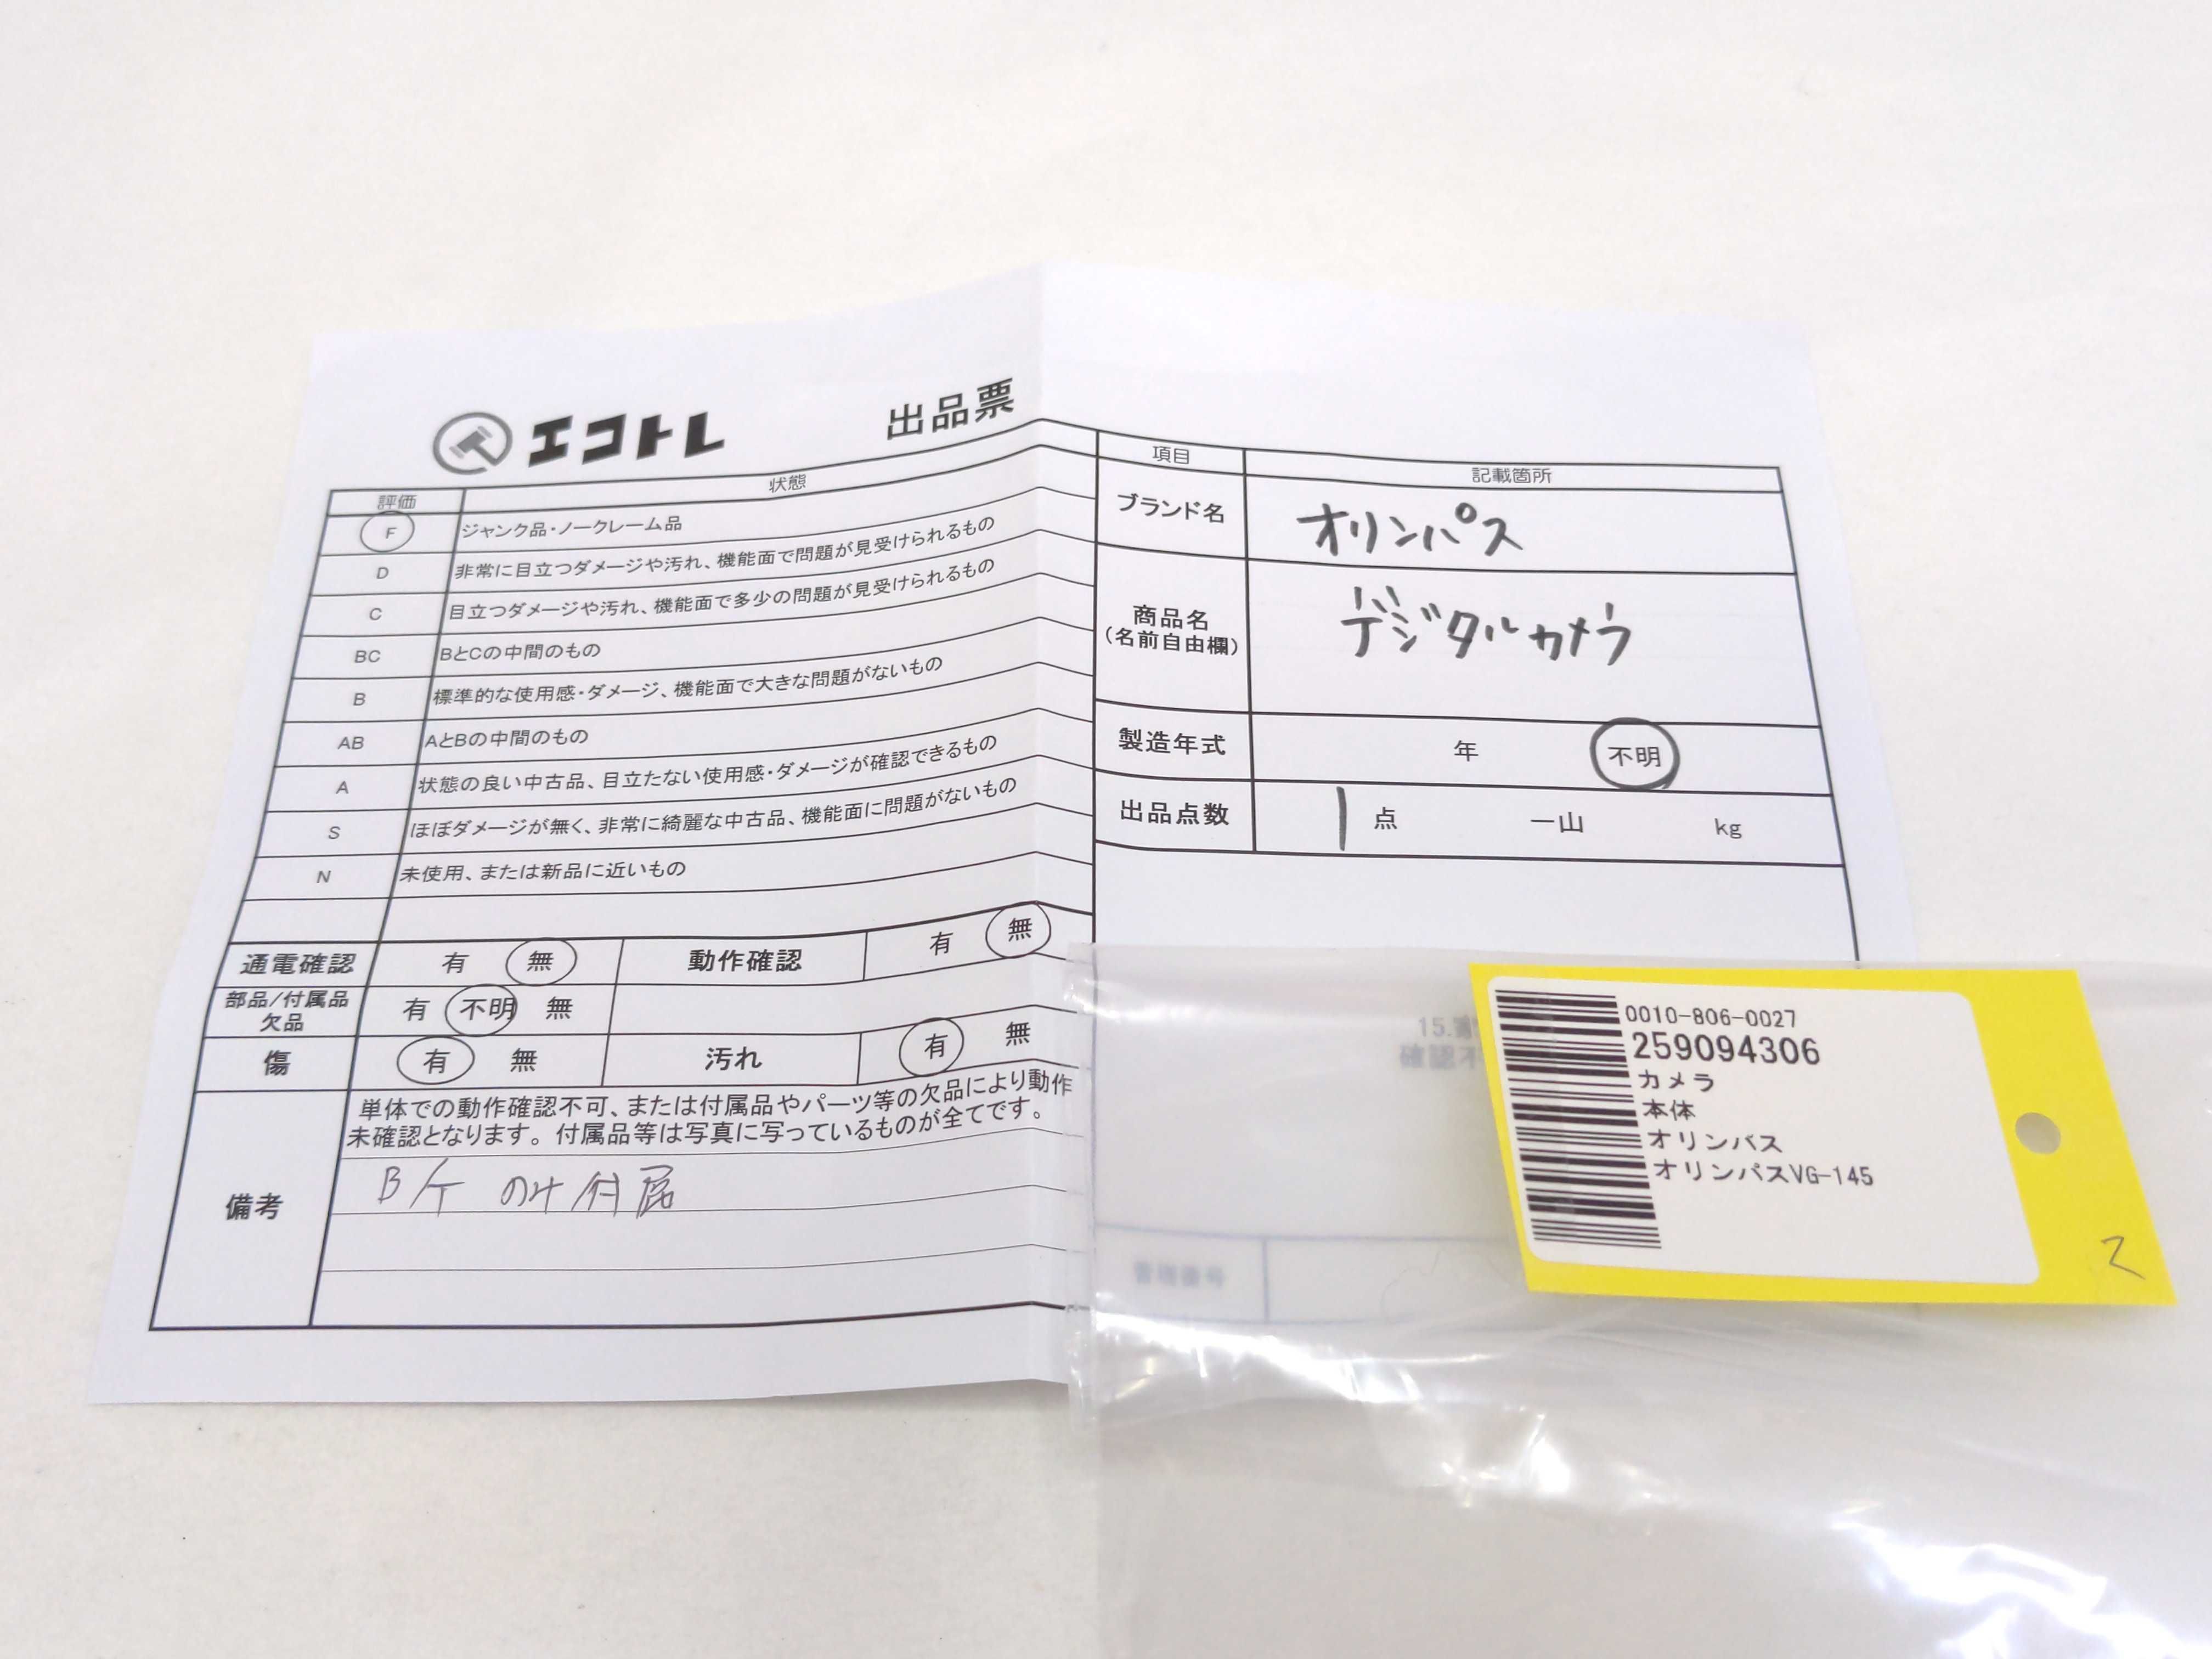 エコトレ 出品票
評価 状態
F ジャンク品・ノークレーム品
D 非常に目立つダメージや汚れ、機能面で問題が見受けられるもの
C 目立つダメージや汚れ、機能面で多少の問題が見受けられるもの
BC BとCの中間のもの
B 標準的な使用感・ダメージ、機能面で大きな問題がないもの
AB AとBの中間のもの
A 状態の良い中古品、目立たない使用感・ダメージが確認できるもの
S ほぼダメージが無く、非常に綺麗な中古品、機能面に問題がないもの
N 未使用、または新品に近いもの
通電確認 有 無 動作確認 有 無
部品/付属品
欠品 有 不明 無
傷 有 無 汚れ 有 無
備考
単体での動作確認不可、または付属品やパーツ等の欠品により動作
未確認となります。付属品等は写真に写っているものが全てです。
B/T のみ付属
項目 記載箇所
ブランド名 オリンパス
商品名
(名前自由欄)
デジタルカメラ
製造年式 年 不明
出品点数 1 点 一山 kg
15.
確認不
管理番号
0010-806-0027
259094306
カメラ
本体
オリンパス
オリンパスVG-145